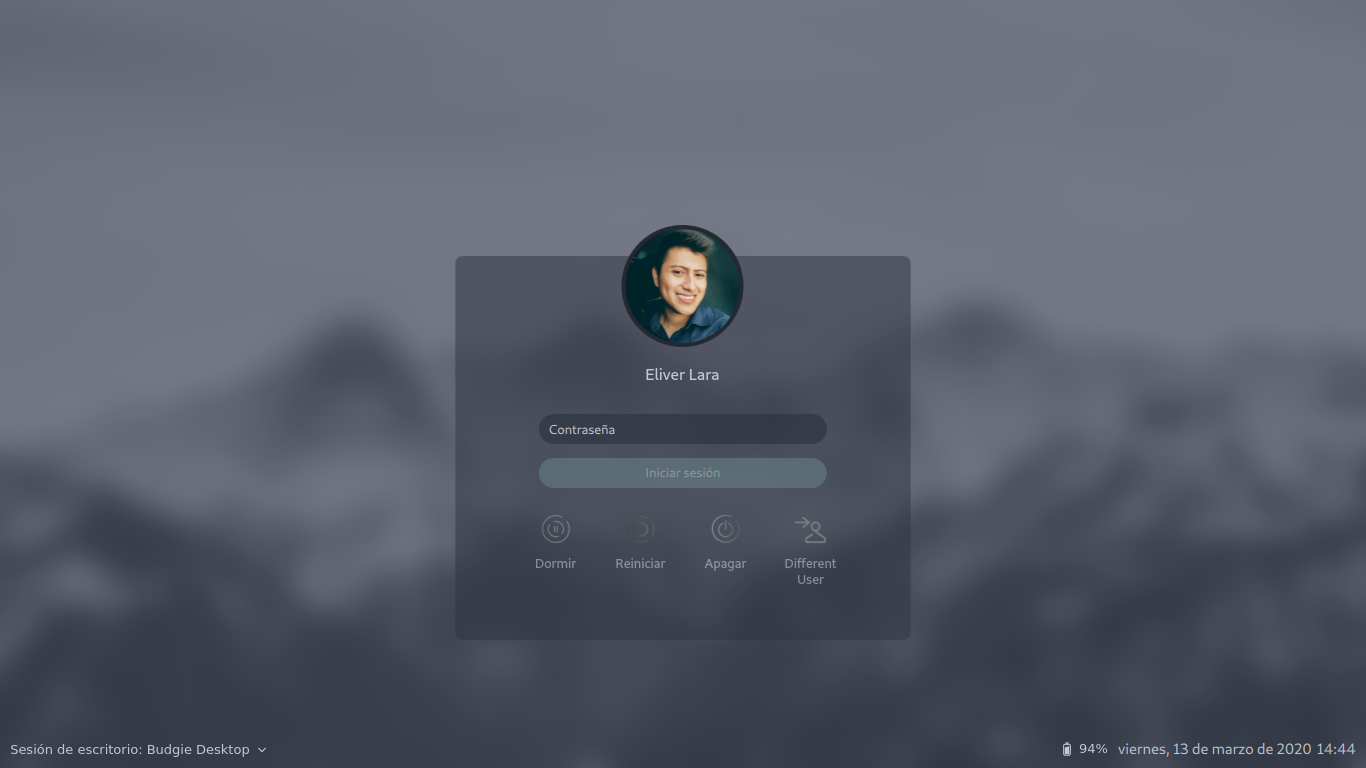 Eliver Lara
Contraseña
Iniciar sesión
Dormir
Reiniciar
Apagar
Different
User
Sesión de escritorio: Budgie Desktop
94%
viernes, 13 de marzo de 2020 14:44